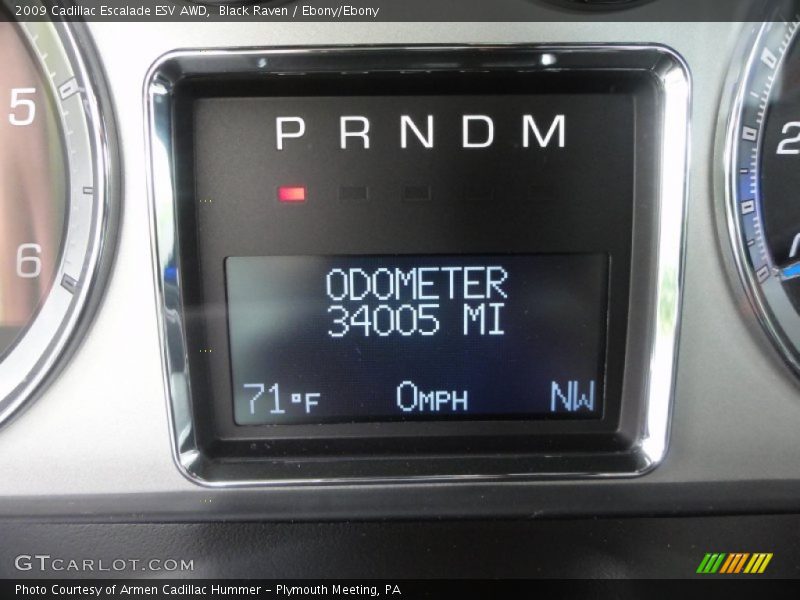 2009 Cadillac Escalade ESV AWD, Black Raven / Ebony/Ebony
P R N D M
5
6
2
ODOMETER
34005 MI
71°F 0MPH NW
GTCARLOT.COM
Photo Courtesy of Armen Cadillac Hummer - Plymouth Meeting, PA